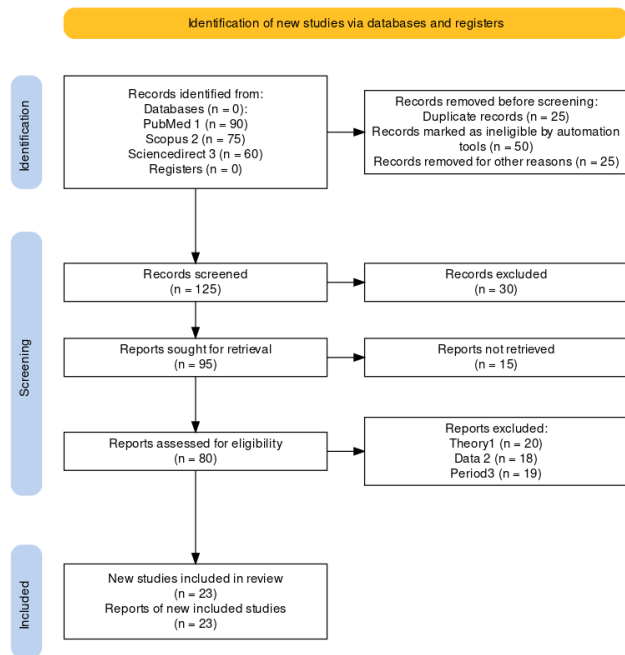 Identification of new studies via databases and registers
Identification
Records identified from:
Databases (n = 0):
PubMed 1 (n = 90)
Scopus 2 (n = 75)
Sciencedirect 3 (n = 60)
Registers (n = 0)
Records removed before screening:
Duplicate records (n = 25)
Records marked as ineligible by automation
tools (n = 50)
Records removed for other reasons (n = 25)
Screening
Records screened
(n = 125)
Records excluded
(n = 30)
Reports sought for retrieval
(n = 95)
Reports not retrieved
(n = 15)
Reports assessed for eligibility
(n = 80)
Reports excluded:
Theory1 (n = 20)
Data 2 (n = 18)
Period3 (n = 19)
Included
New studies included in review
(n = 23)
Reports of new included studies
(n = 23)